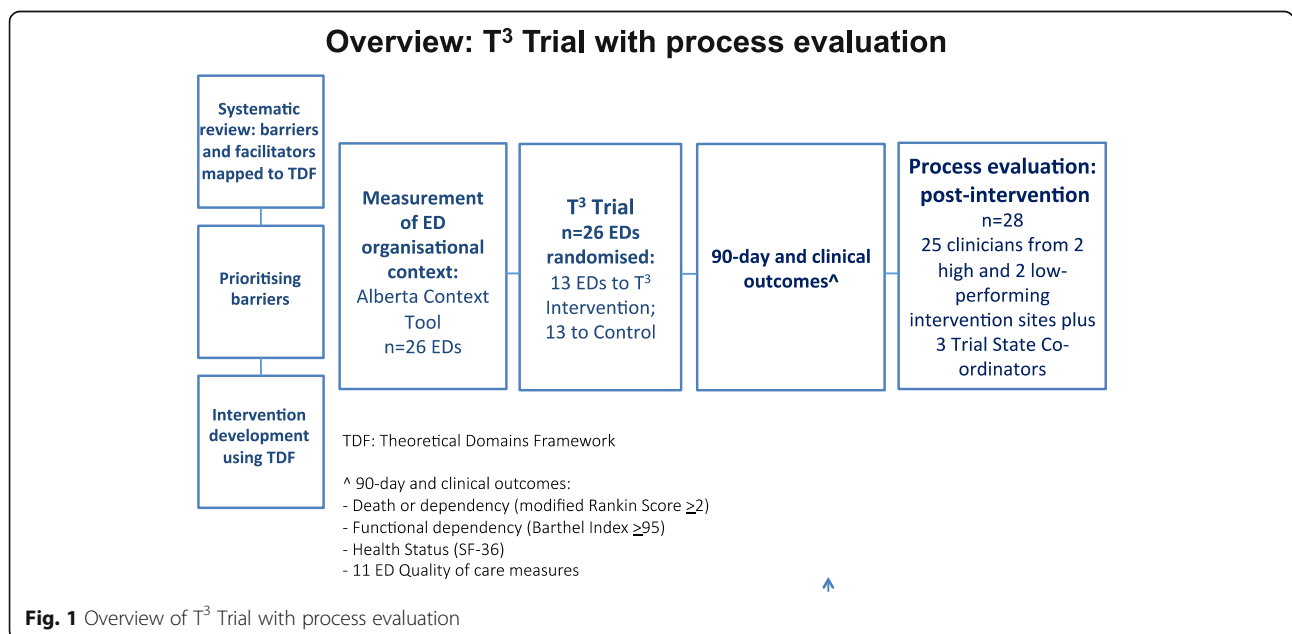 Overview: T³ Trial with process evaluation
Systematic
review: barriers
and facilitators
mapped to TDF
Prioritising
barriers
Intervention
development
using TDF
Measurement
of ED
organisational
context:
Alberta Context
Tool
n=26 EDs
T³ Trial
n=26 EDs
randomised:
13 EDs to T³
Intervention;
13 to Control
90-day and clinical
outcomes^
Process evaluation:
post-intervention
n=28
25 clinicians from 2
high and 2 low-
performing
intervention sites plus
3 Trial State Co-
ordinators
TDF: Theoretical Domains Framework
^ 90-day and clinical outcomes:
- Death or dependency (modified Rankin Score ≥2)
- Functional dependency (Barthel Index ≥95)
- Health Status (SF-36)
- 11 ED Quality of care measures
Fig. 1 Overview of T³ Trial with process evaluation